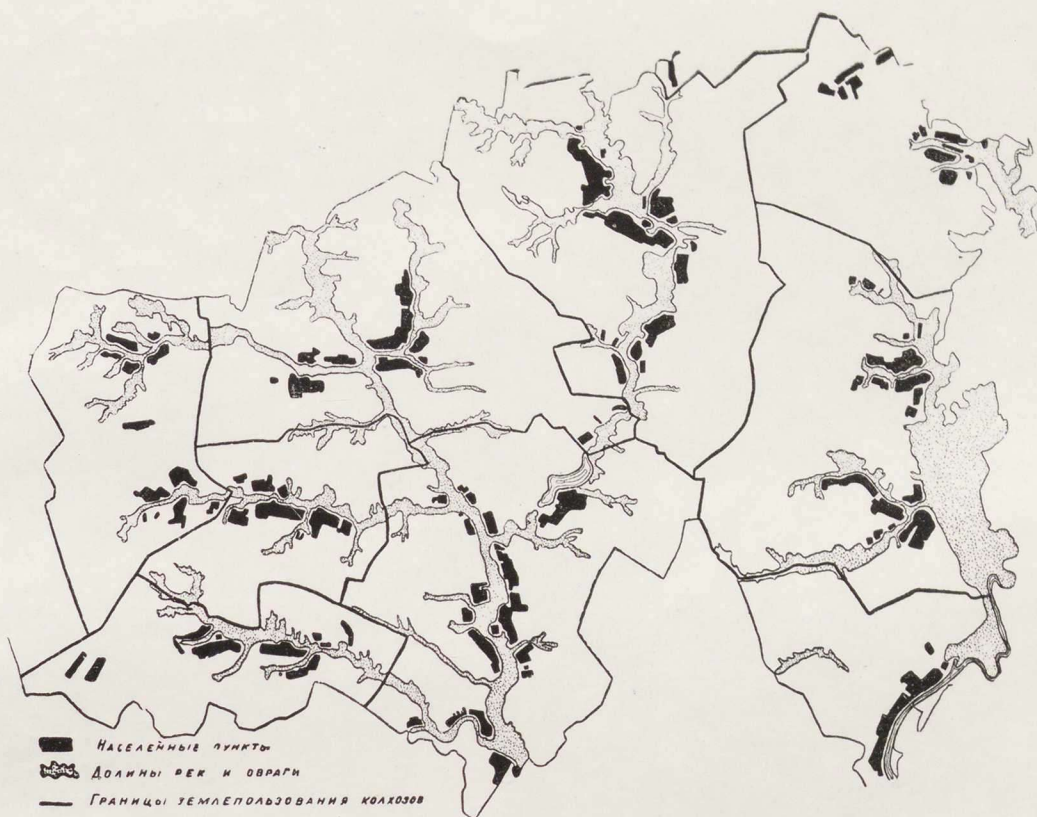 Населенные пункты
Долины рек и овраги
Границы землепользования колхозов